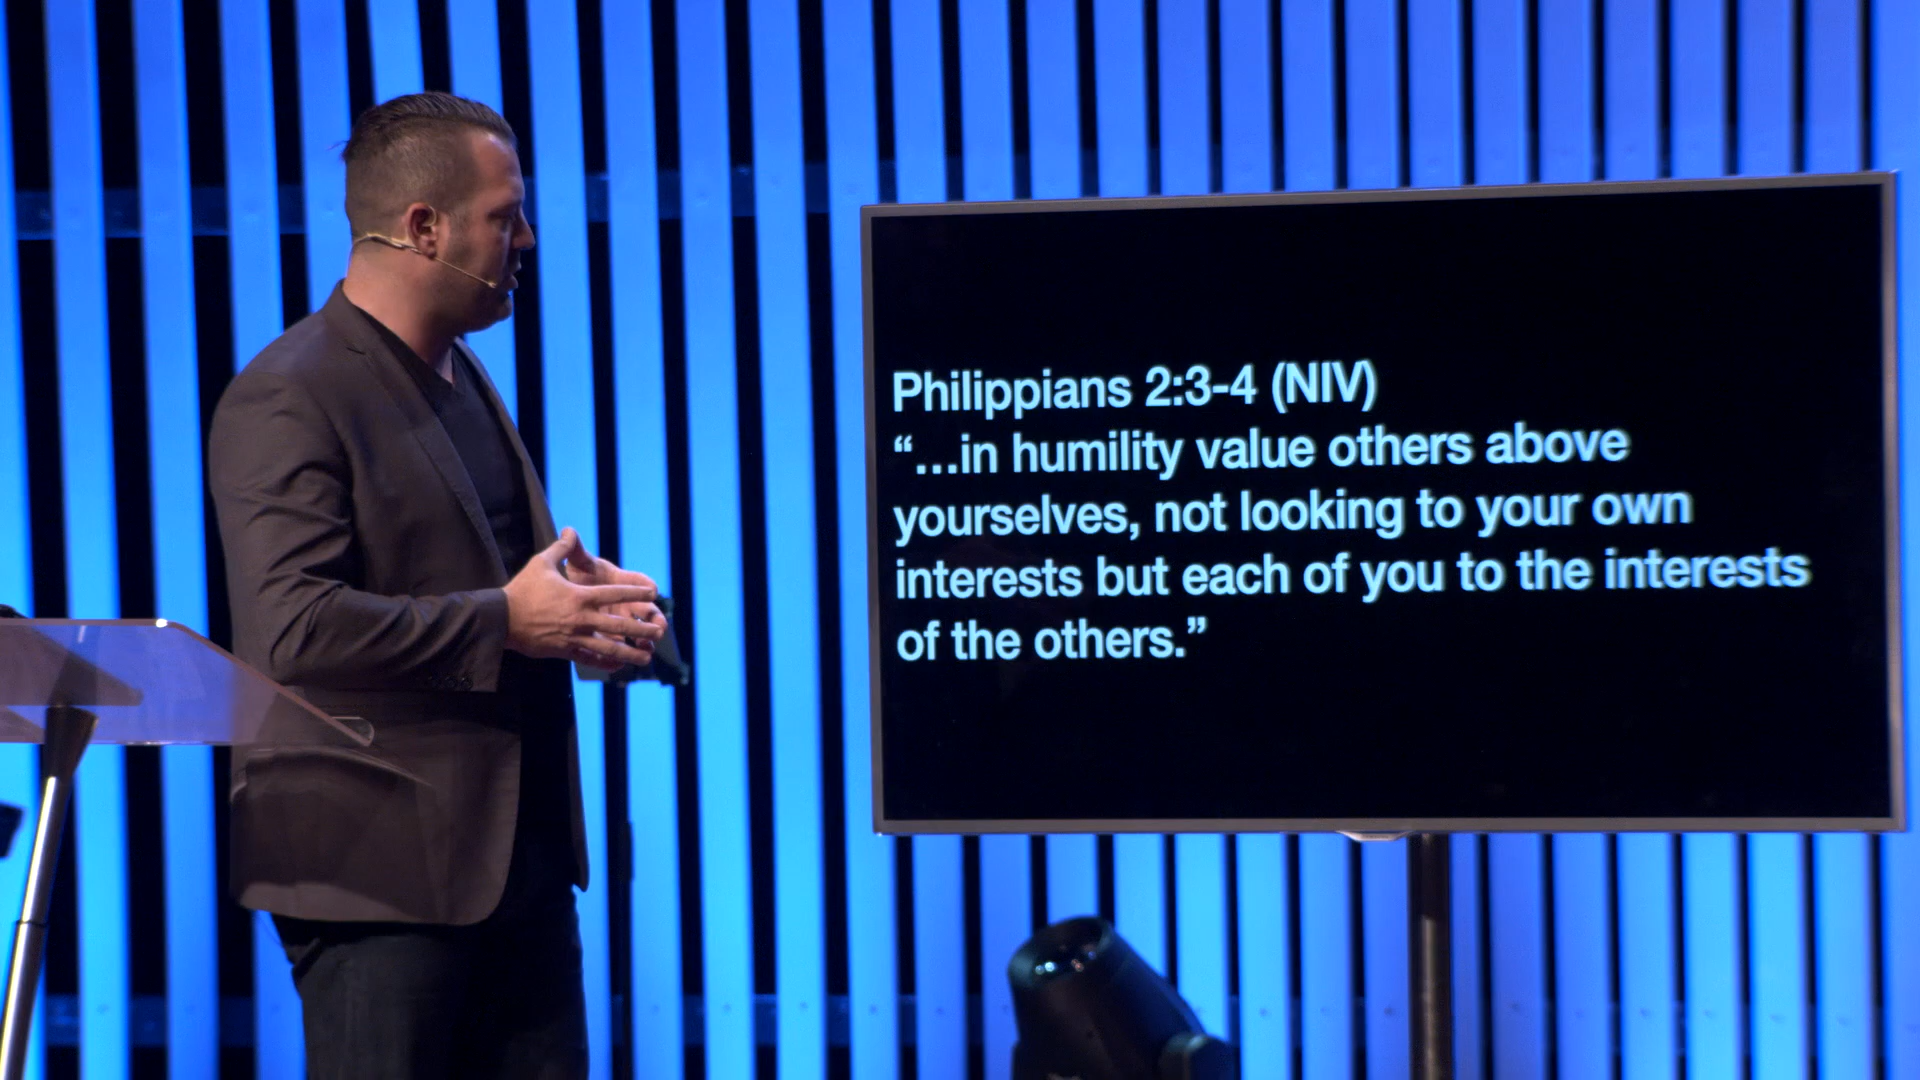 Philippians 2:3-4 (NIV)
“...in humility value others above
yourselves, not looking to your own
interests but each of you to the interests
of the others.”